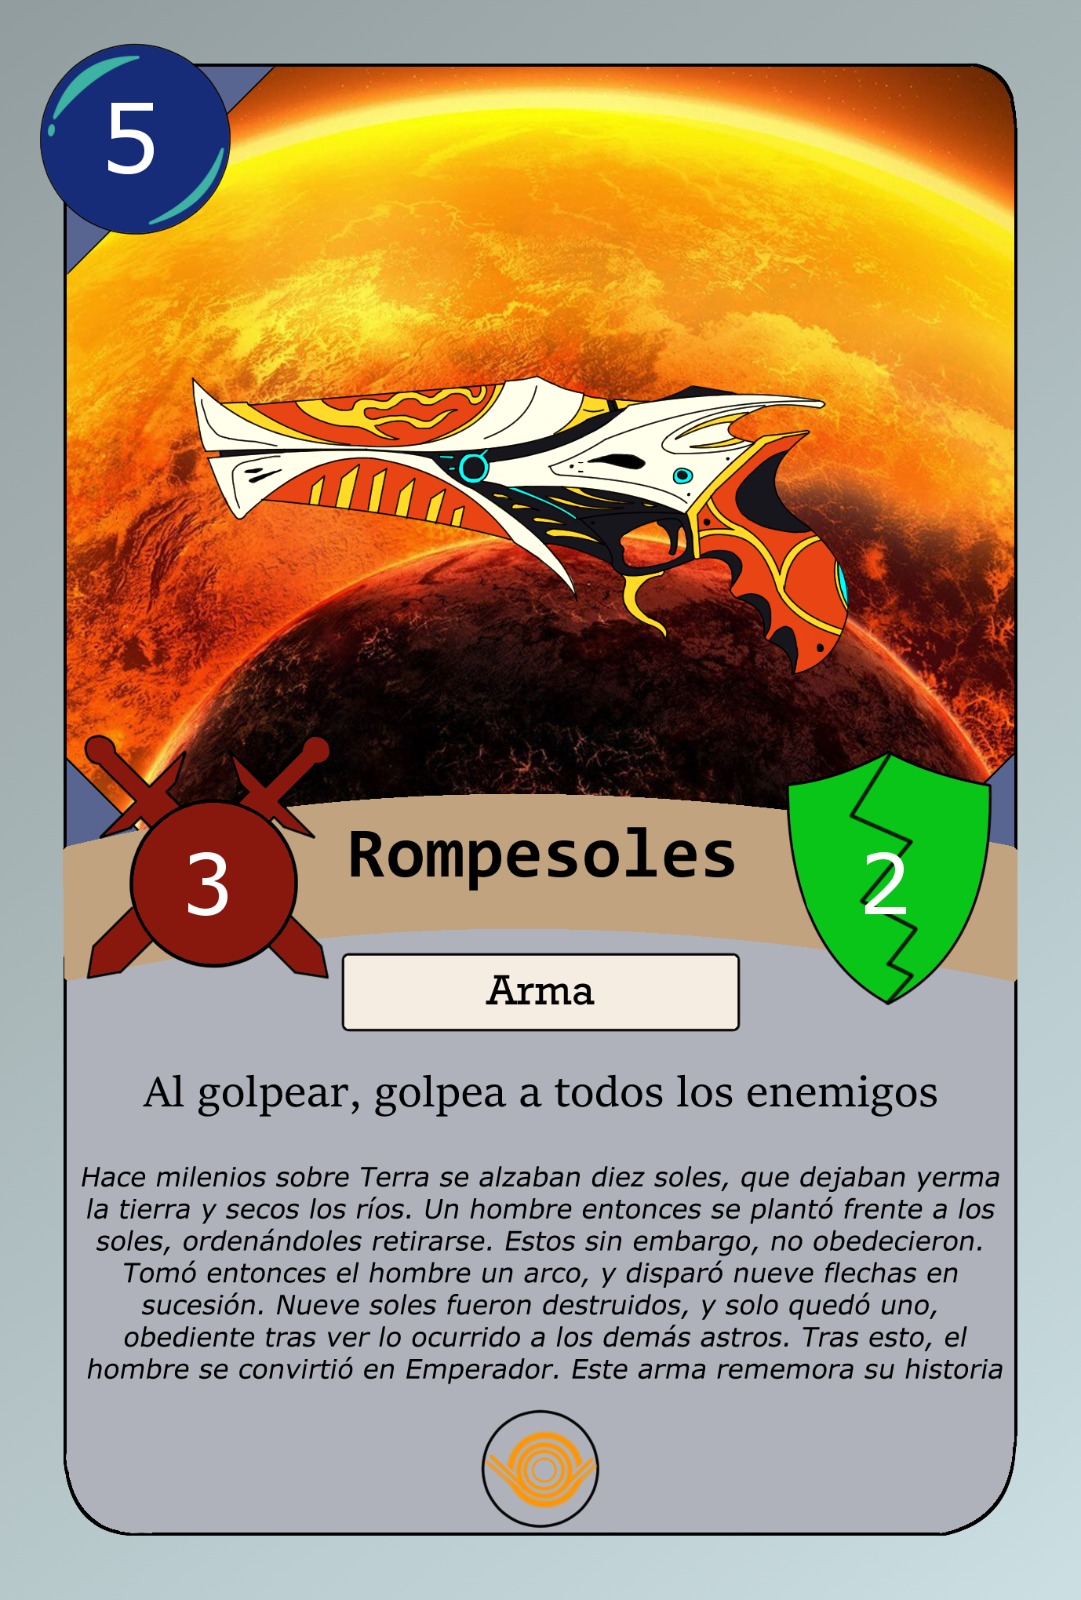 5
3
Rompesoles
2
Arma
Al golpear, golpea a todos los enemigos
Hace milenios sobre Terra se alzaban diez soles, que dejaban yerma
la tierra y secos los ríos. Un hombre entonces se plantó frente a los
soles, ordenándoles retirarse. Estos sin embargo, no obedecieron.
Tomó entonces el hombre un arco, y disparó nueve flechas en
sucesión. Nueve soles fueron destruidos, y solo quedó uno,
obediente tras ver lo ocurrido a los demás astros. Tras esto, el
hombre se convirtió en Emperador. Este arma rememora su historia